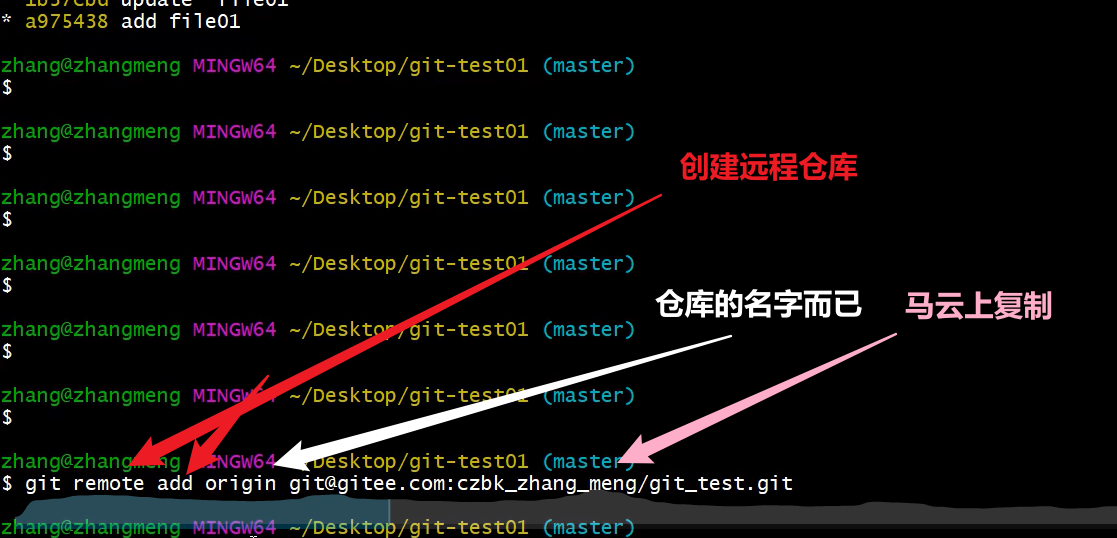 1b57cbd update  file01
* a975438 add file01
zhang@zhangmeng MINGW64 ~/Desktop/git-test01 (master)
$
zhang@zhangmeng MINGW64 ~/Desktop/git-test01 (master)
$
创建远程仓库
zhang@zhangmeng MINGW64 ~/Desktop/git-test01 (master)
$
zhang@zhangmeng MINGW64 ~/Desktop/git-test01 (master)
$
仓库的名字而已 马云上复制
zhang@zhangmeng MINGW64 ~/Desktop/git-test01 (master)
$
zhang@zhangmeng MINGW64 ~/Desktop/git-test01 (master)
$
zhang@zhangmeng MINGW64 ~/Desktop/git-test01 (master)
$ git remote add origin git@gitee.com:czbk_zhang_meng/git_test.git
zhang@zhangmeng MINGW64 ~/Desktop/git-test01 (master)